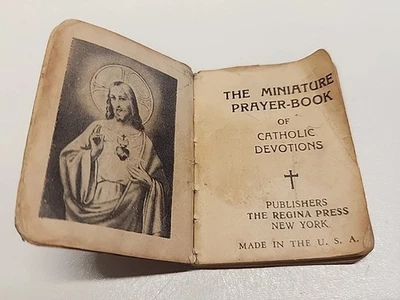 THE MINIATURE
PRAYER-BOOK
OF
CATHOLIC
DEVOTIONS
PUBLISHERS
THE REGINA PRESS
NEW YORK
MADE IN THE U. S. A.